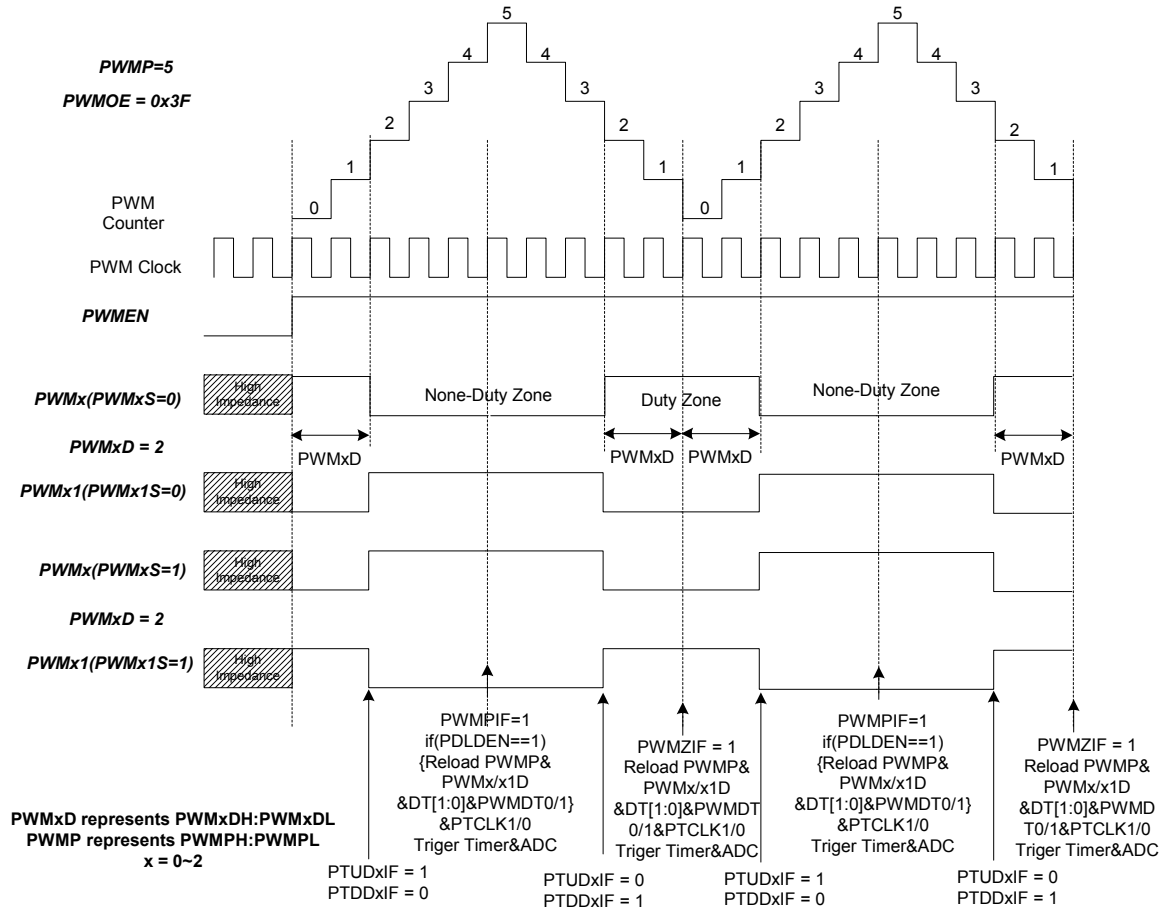 5
5
4
4
4
4
PWMP=5
3
3
3
3
PWMOE = 0x3F
2
2
2
2
1
1
1
1
0
0
PWM
Counter
PWM Clock
PWMEN
High
Impedance
PWMx(PWMxS=0)
None-Duty Zone
Duty Zone
None-Duty Zone
PWMxD = 2
PWMxD
PWMxD
PWMxD
PWMxD
PWMx1(PWMx1S=0)
High
Impedance
PWMx(PWMxS=1)
High
Impedance
PWMxD = 2
PWMx1(PWMx1S=1)
High
Impedance
PWMPIF=1
if(PDLDEN==1)
{Reload PWMP&
PWMx/x1D
&DT[1:0]&PWMDT0/1}
&PTCLK1/0
Triger Timer&ADC
PWMZIF = 1
Reload PWMP&
PWMx/x1D
&DT[1:0]&PWMDT
0/1&PTCLK1/0
Triger Timer&ADC
PWMPIF=1
if(PDLDEN==1)
{Reload PWMP&
PWMx/x1D
&DT[1:0]&PWMDT0/1}
&PTCLK1/0
Triger Timer&ADC
PWMZIF = 1
Reload PWMP&
PWMx/x1D
&DT[1:0]&PWMD
T0/1&PTCLK1/0
Triger Timer&ADC
PWMxD represents PWMxDH:PWMxDL
PWMP represents PWMPH:PWMPL
x = 0~2
PTUDxIF = 1
PTDDxIF = 0
PTUDxIF = 0
PTDDxIF = 1
PTUDxIF = 1
PTDDxIF = 0
PTUDxIF = 0
PTDDxIF = 1